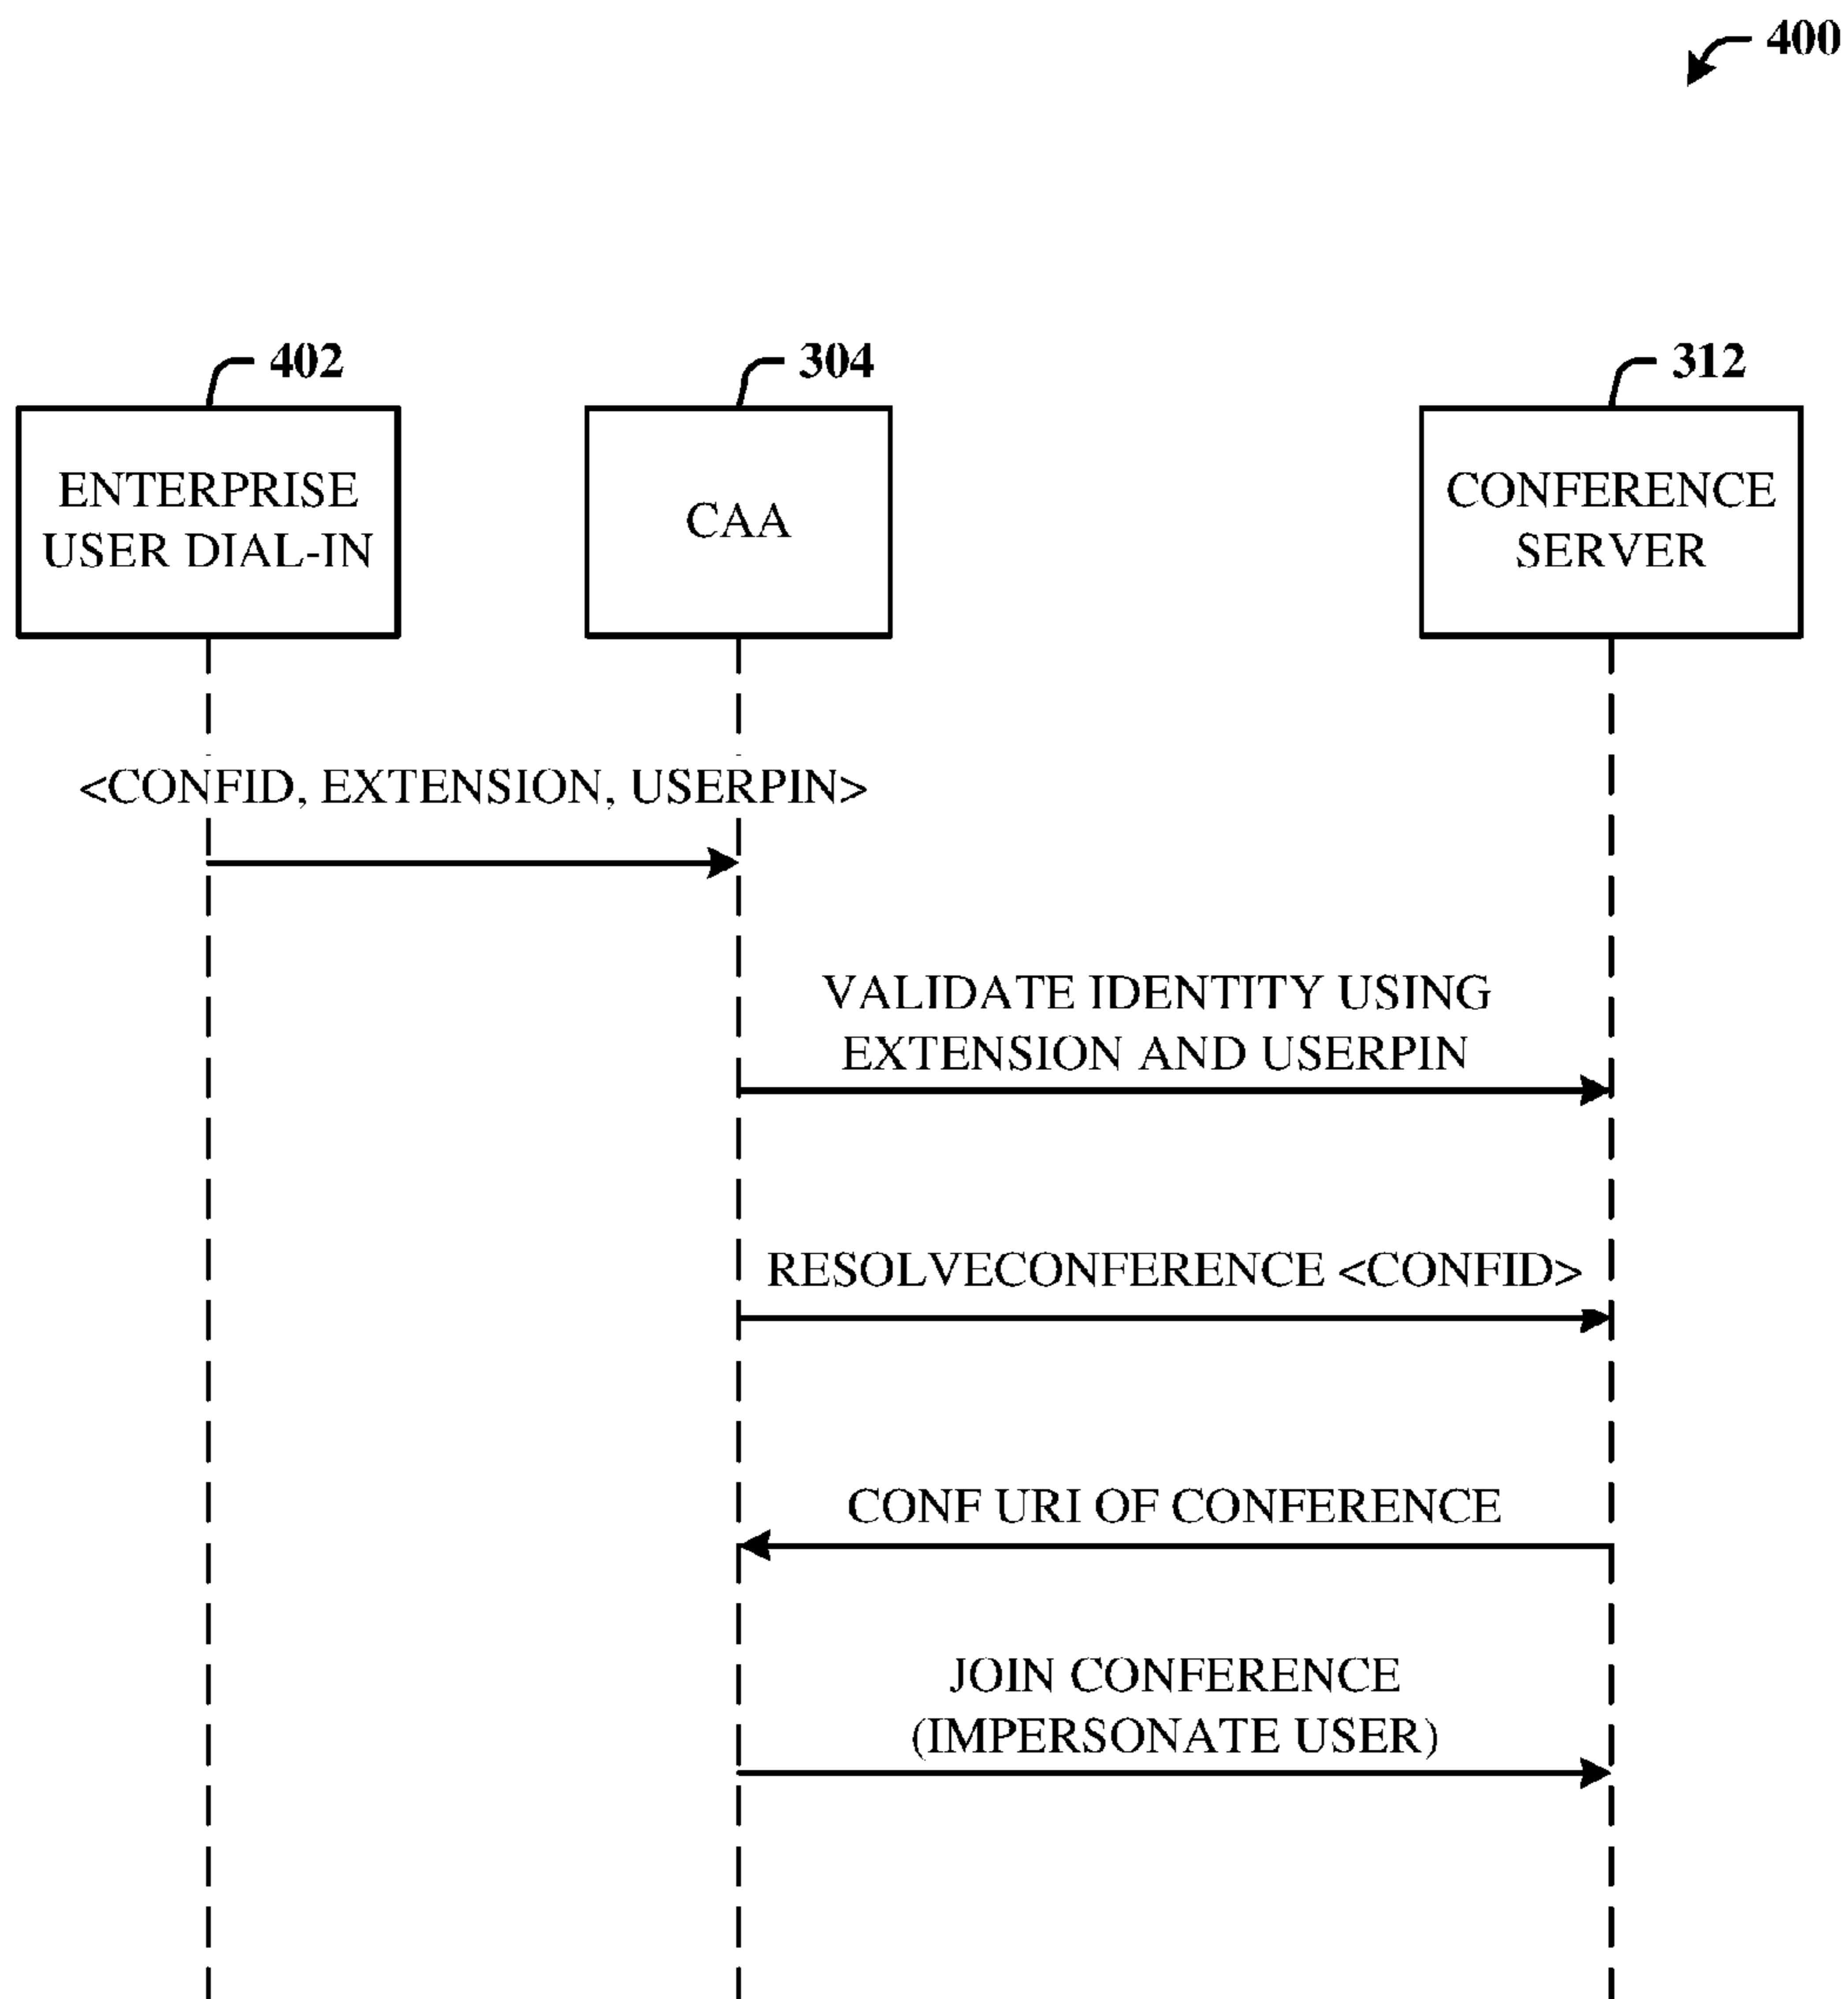 400
402
304
312
ENTERPRISE
USER DIAL-IN
CAA
CONFERENCE
SERVER
<CONFID, EXTENSION, USERPIN>
VALIDATE IDENTITY USING
EXTENSION AND USERPIN
RESOLVECONFERENCE <CONFID>
CONF URI OF CONFERENCE
JOIN CONFERENCE
(IMPERSONATE USER)